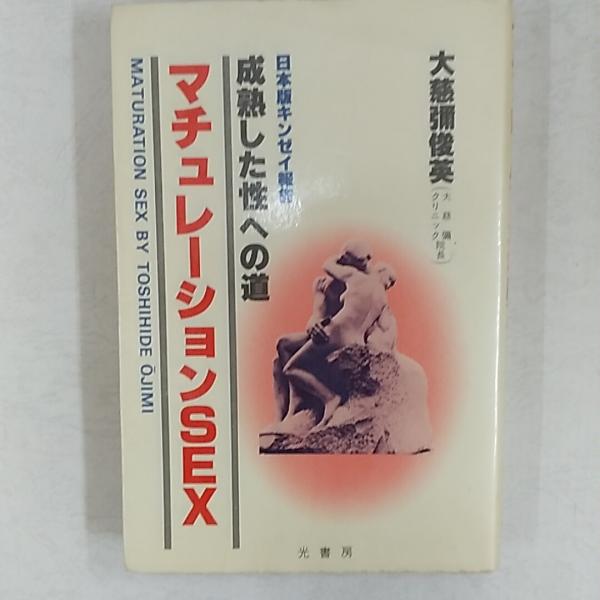 大慈彌俊英
(大慈彌
クリニック院長)
日本版キンゼイ報告
成熟した性への道
マチュレーションSEX
MATURATION SEX BY TOSHIHIDE ŌJIMI
光書房